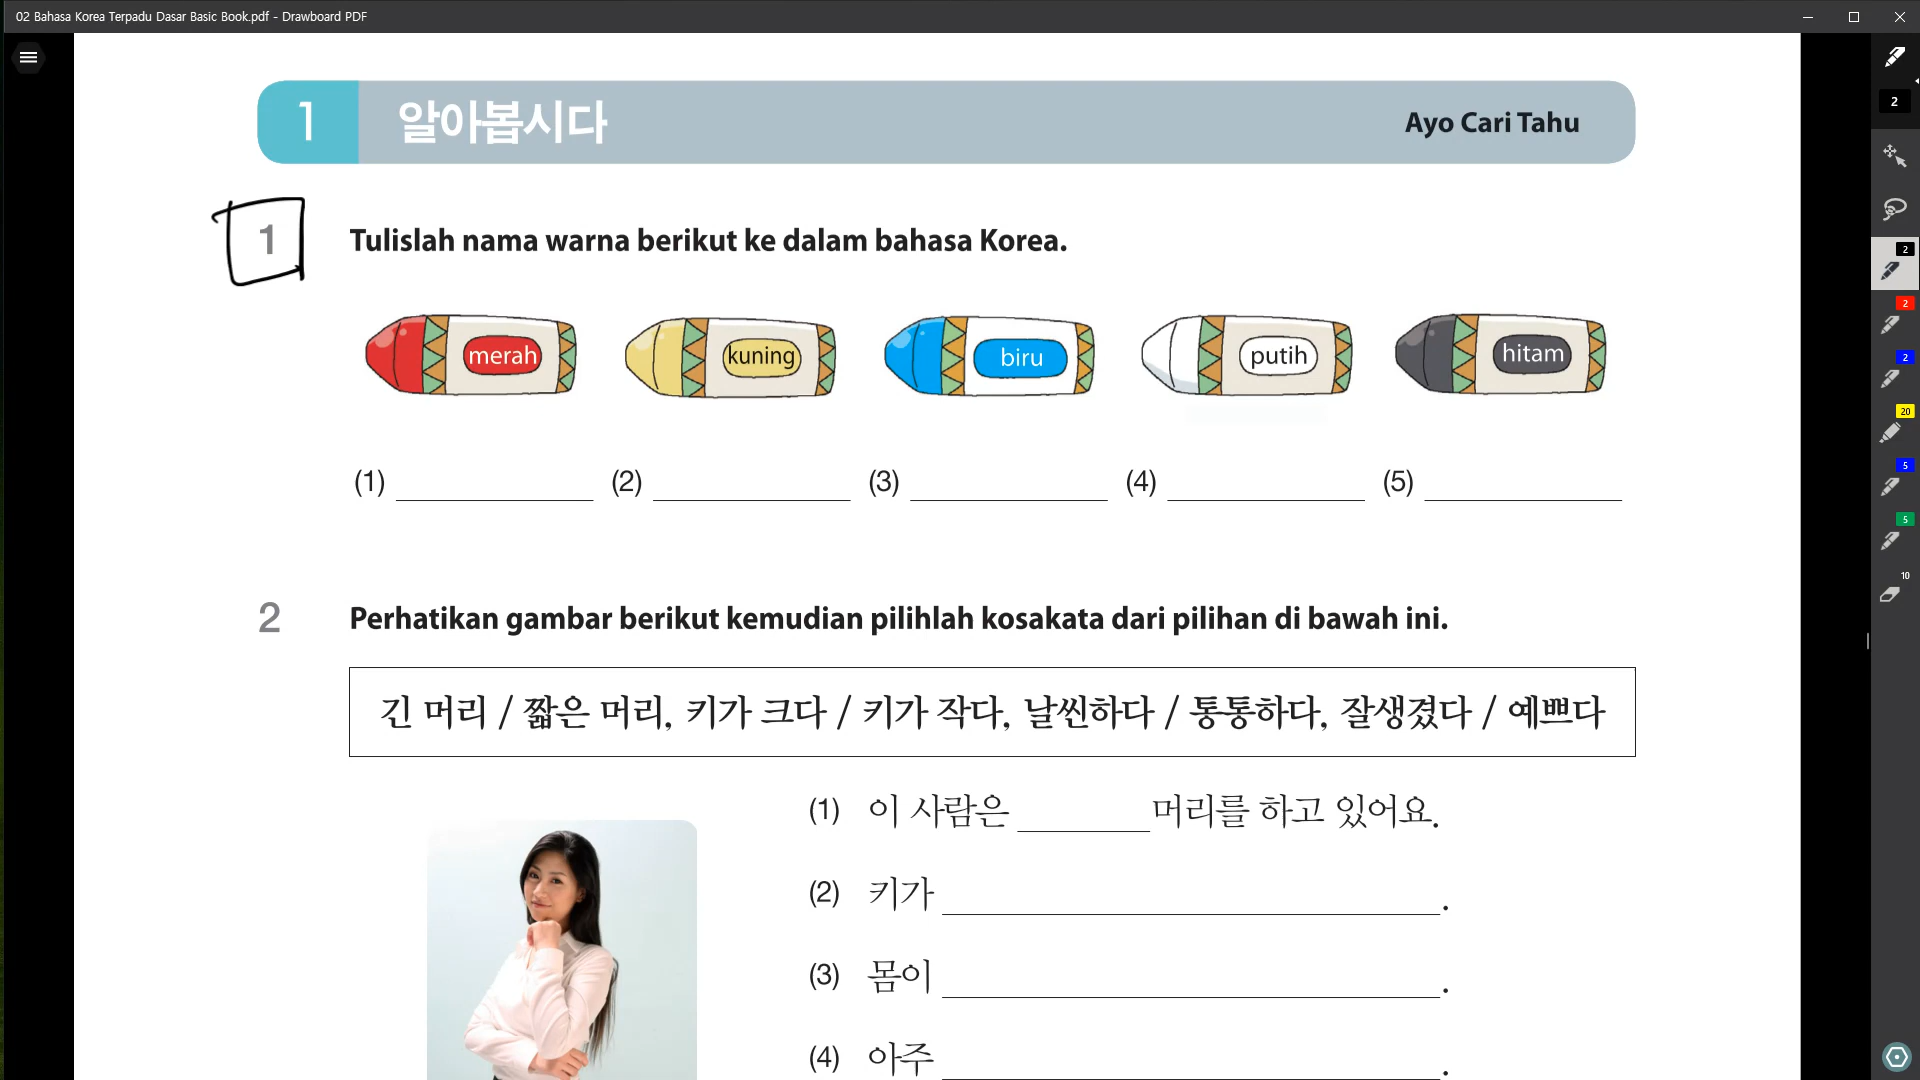 02 Bahasa Korea Terpadu Dasar Basic Book.pdf - Drawboard PDF
1 알아봅시다 Ayo Cari Tahu
2
1 Tulislah nama warna berikut ke dalam bahasa Korea.
merah kuning biru putih hitam
(1) (2) (3) (4) (5)
2
2
2
20
5
5
10
2 Perhatikan gambar berikut kemudian pilihlah kosakata dari pilihan di bawah ini.
긴 머리 / 짧은 머리, 키가 크다 / 키가 작다, 날씬하다 / 통통하다, 잘생겼다 / 예쁘다
(1) 이 사람은 ________ 머리를 하고 있어요.
(2) 키가 ________ .
(3) 몸이 ________ .
(4) 아주 ________ .